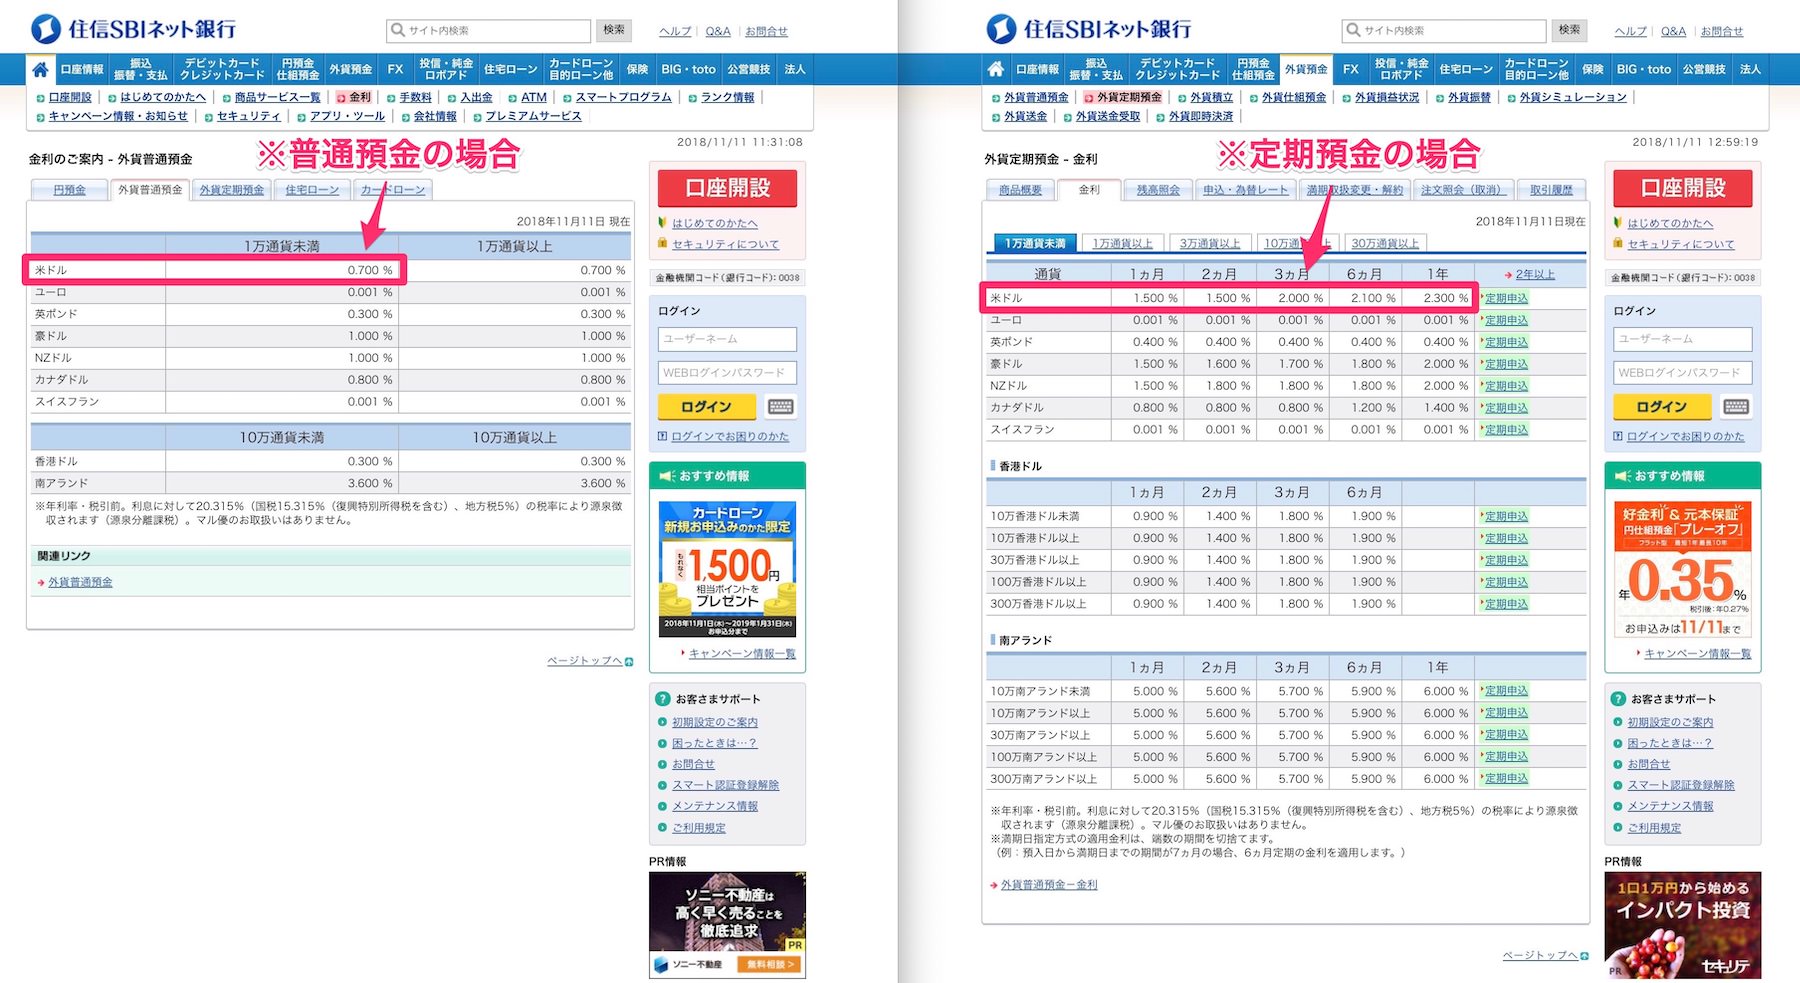 住信SBIネット銀行
サイト内検索 検索
ヘルプ | Q&A | お問合せ
口座情報 振込 振替・支払 デビットカード クレジットカード 円預金 仕組預金 外貨預金 FX 投信・純金 ロボアド 住宅ローン カードローン 目的ローン他 保険 BIG・toto 公営競技 法人
口座開設 はじめてのかたへ 商品サービス一覧 金利 手数料 入出金 ATM スマートプログラム ランク情報
キャンペーン情報・お知らせ セキュリティ アプリ・ツール 会社情報 プレミアムサービス
2018/11/11 11:31:08
金利のご案内 - 外貨普通預金
※普通預金の場合
円預金 外貨普通預金 外貨定期預金 住宅ローン カードローン
2018年11月11日 現在
1万通貨未満 1万通貨以上
米ドル 0.700 % 0.700 %
ユーロ 0.001 % 0.001 %
英ポンド 0.300 % 0.300 %
豪ドル 1.000 % 1.000 %
NZドル 1.000 % 1.000 %
カナダドル 0.800 % 0.800 %
スイスフラン 0.001 % 0.001 %
10万通貨未満 10万通貨以上
香港ドル 0.300 % 0.300 %
南アランド 3.600 % 3.600 %
※年利率・税引前。利息に対して20.315%（国税15.315%（復興特別所得税を含む）、地方税5%）の税率により源泉徴
収されます（源泉分離課税）。マル優のお取扱いはありません。
関連リンク
外貨普通預金
ページトップへ
口座開設
はじめてのかたへ
セキュリティについて
金融機関コード（銀行コード）：0038
ログイン
ユーザーネーム
WEBログインパスワード
ログイン
ログインでお困りのかた
おすすめ情報
カードローン
新規お申込みのかた限定
もれなく
1,500円
相当ポイントを
プレゼント
2018年11月1日(木)～2019年1月31日(木)
お申込分まで
キャンペーン情報一覧
お客さまサポート
初期設定のご案内
困ったときは…？
お問合せ
スマート認証登録解除
メンテナンス情報
ご利用規定
PR情報
ソニー不動産は
高く早く売ることを
徹底追求
PR
ソニー不動産 無料相談 >
住信SBIネット銀行
サイト内検索 検索
ヘルプ | Q&A | お問合せ
口座情報 振込 振替・支払 デビットカード クレジットカード 円預金 仕組預金 外貨預金 FX 投信・純金 ロボアド 住宅ローン カードローン 目的ローン他 保険 BIG・toto 公営競技 法人
外貨普通預金 外貨定期預金 外貨積立 外貨仕組預金 外貨損益状況 外貨振替 外貨シミュレーション
外貨送金 外貨送金受取 外貨即時決済
2018/11/11 12:59:19
外貨定期預金 - 金利
※定期預金の場合
商品概要 金利 残高照会 申込・為替レート 満期取扱変更・解約 注文照会（取消） 取引履歴
2018年11月11日現在
1万通貨未満 1万通貨以上 3万通貨以上 10万通貨以上 30万通貨以上
通貨 1ヵ月 2ヵ月 3ヵ月 6ヵ月 1年 2年以上
米ドル 1.500 % 1.500 % 2.000 % 2.100 % 2.300 % 定期申込
ユーロ 0.001 % 0.001 % 0.001 % 0.001 % 0.001 % 定期申込
英ポンド 0.400 % 0.400 % 0.400 % 0.400 % 0.400 % 定期申込
豪ドル 1.500 % 1.600 % 1.700 % 1.800 % 2.000 % 定期申込
NZドル 1.500 % 1.800 % 1.800 % 1.800 % 2.000 % 定期申込
カナダドル 0.800 % 0.800 % 0.800 % 1.200 % 1.400 % 定期申込
スイスフラン 0.001 % 0.001 % 0.001 % 0.001 % 0.001 % 定期申込
香港ドル
1ヵ月 2ヵ月 3ヵ月 6ヵ月
10万香港ドル未満 0.900 % 1.400 % 1.800 % 1.900 % 定期申込
10万香港ドル以上 0.900 % 1.400 % 1.800 % 1.900 % 定期申込
30万香港ドル以上 0.900 % 1.400 % 1.800 % 1.900 % 定期申込
100万香港ドル以上 0.900 % 1.400 % 1.800 % 1.900 % 定期申込
300万香港ドル以上 0.900 % 1.400 % 1.800 % 1.900 % 定期申込
南アランド
1ヵ月 2ヵ月 3ヵ月 6ヵ月 1年
10万南アランド未満 5.000 % 5.600 % 5.700 % 5.900 % 6.000 % 定期申込
10万南アランド以上 5.000 % 5.600 % 5.700 % 5.900 % 6.000 % 定期申込
30万南アランド以上 5.000 % 5.600 % 5.700 % 5.900 % 6.000 % 定期申込
100万南アランド以上 5.000 % 5.600 % 5.700 % 5.900 % 6.000 % 定期申込
300万南アランド以上 5.000 % 5.600 % 5.700 % 5.900 % 6.000 % 定期申込
※年利率・税引前。利息に対して20.315%（国税15.315%（復興特別所得税を含む）、地方税5%）の税率により源泉徴
収されます（源泉分離課税）。マル優のお取扱いはありません。
※満期日指定方式の適用金利は、端数の期間を切捨てます。
（例：預入日から満期日までの期間が7ヵ月の場合、6ヵ月定期の金利を適用します。）
外貨普通預金－金利
ページトップへ
口座開設
はじめてのかたへ
セキュリティについて
金融機関コード（銀行コード）：0038
ログイン
ユーザーネーム
WEBログインパスワード
ログイン
ログインでお困りのかた
おすすめ情報
好金利 & 元本保証
円仕組預金「プレーオフ」
フラット型 最短1年最長10年
年0.35%
税引後：年0.27%
お申込みは11/11まで
キャンペーン情報一覧
お客さまサポート
初期設定のご案内
困ったときは…？
お問合せ
スマート認証登録解除
メンテナンス情報
ご利用規定
PR情報
1口1万円から始める
インパクト投資
PR セキュリテ